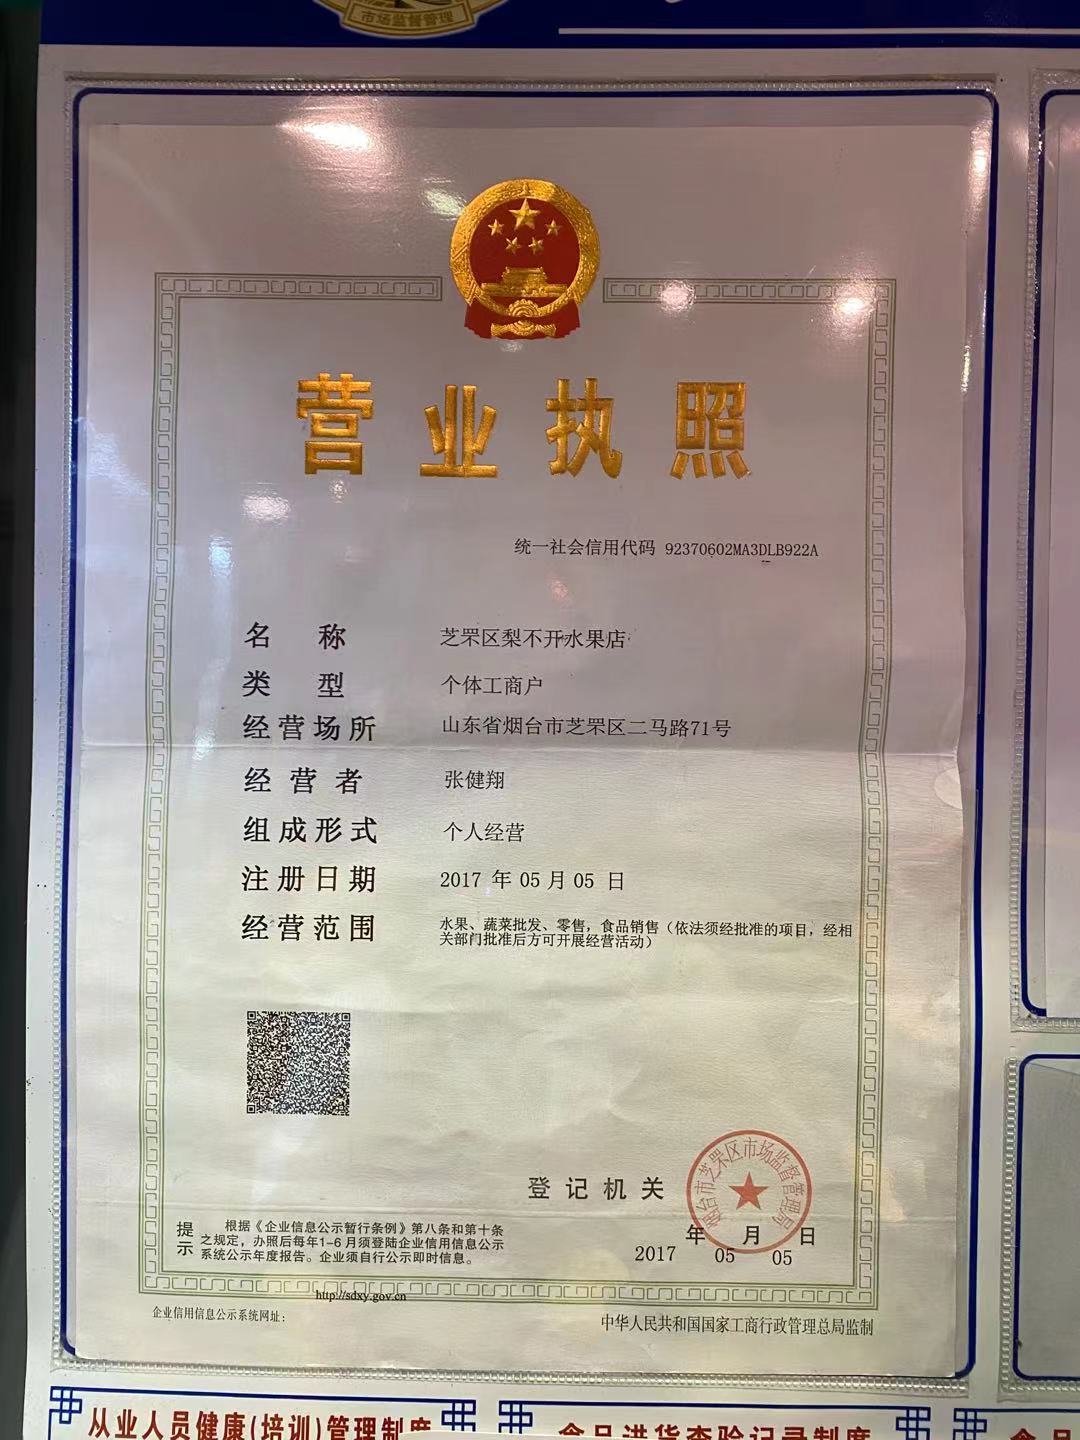 市场监督管理
营业执照
统一社会信用代码 92370602MA3DLB922A
名称 芝罘区梨不开水果店
类型 个体工商户
经营场所 山东省烟台市芝罘区二马路71号
经营者 张健翔
组成形式 个人经营
注册日期 2017 年 05 月 05 日
经营范围 水果、蔬菜批发、零售，食品销售（依法须经批准的项目，经相
关部门批准后方可开展经营活动）
登记机关
烟台市芝罘区市场监督管理局
2017 年 05 月 05 日
提示 根据《企业信息公示暂行条例》第八条和第十条
之规定，办照后每年1-6月须登陆企业信用信息公示
系统公示年度报告。企业须自行公示即时信息。
http://sdxy.gov.cn
企业信用信息公示系统网址：
中华人民共和国国家工商行政管理总局监制
从业人员健康(培训)管理制度
食品进货查验记录制度
食品